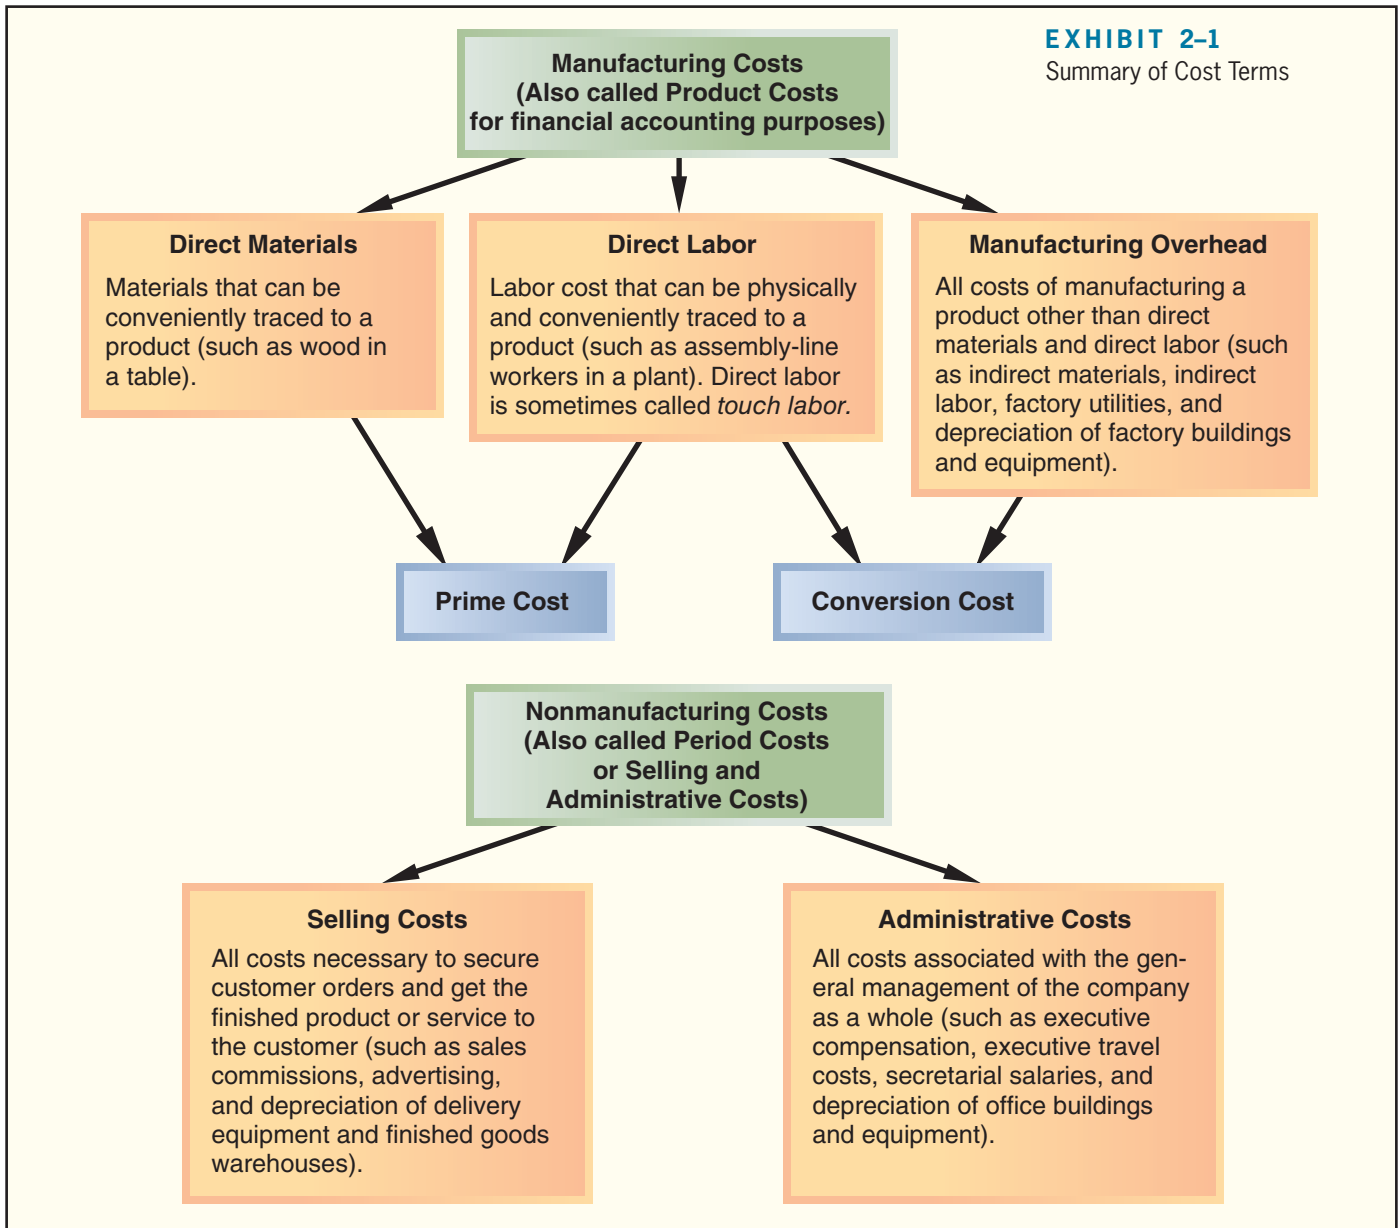 EXHIBIT 2–1
Summary of Cost Terms
Manufacturing Costs
(Also called Product Costs
for financial accounting purposes)
Direct Materials
Materials that can be
conveniently traced to a
product (such as wood in
a table).
Direct Labor
Labor cost that can be physically
and conveniently traced to a
product (such as assembly-line
workers in a plant). Direct labor
is sometimes called touch labor.
Manufacturing Overhead
All costs of manufacturing a
product other than direct
materials and direct labor (such
as indirect materials, indirect
labor, factory utilities, and
depreciation of factory buildings
and equipment).
Prime Cost
Conversion Cost
Nonmanufacturing Costs
(Also called Period Costs
or Selling and
Administrative Costs)
Selling Costs
All costs necessary to secure
customer orders and get the
finished product or service to
the customer (such as sales
commissions, advertising,
and depreciation of delivery
equipment and finished goods
warehouses).
Administrative Costs
All costs associated with the gen-
eral management of the company
as a whole (such as executive
compensation, executive travel
costs, secretarial salaries, and
depreciation of office buildings
and equipment).